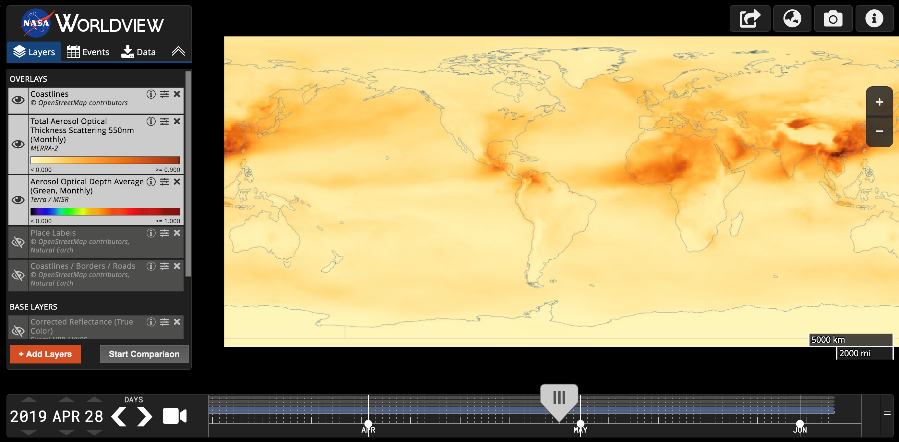 NASA
WORLDVIEW
Layers Events Data
OVERLAYS
Coastlines
© OpenStreetMap contributors
Total Aerosol Optical
Thickness Scattering 550nm
(Monthly)
MERRA-2
< 0.000 >= 0.900
Aerosol Optical Depth Average
(Green, Monthly)
Terra / MISR
< 0.000 >= 1.000
Place Labels
© OpenStreetMap contributors,
Natural Earth
Coastlines / Borders / Roads
© OpenStreetMap contributors,
Natural Earth
BASE LAYERS
Corrected Reflectance (True
Color)
+ Add Layers Start Comparison
5000 km
2000 mi
DAYS
2019 APR 28
APR MAY JUN